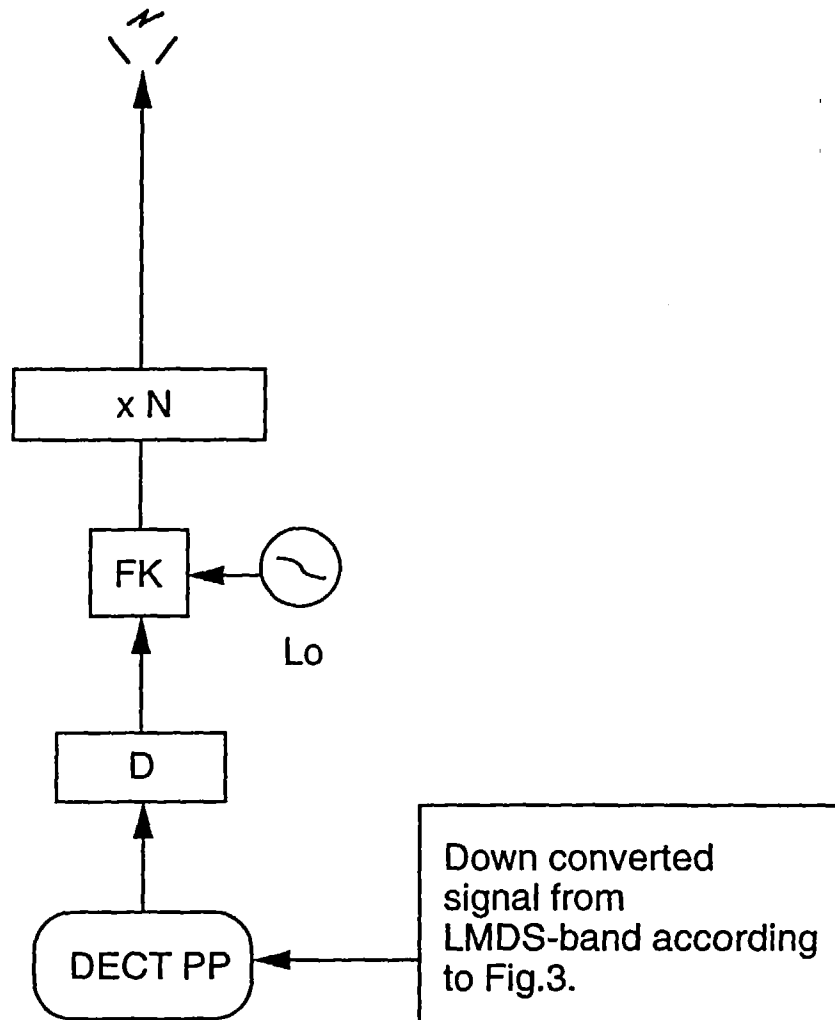 x N
FK
Lo
D
DECT PP
Down converted
signal from
LMDS-band according
to Fig.3.